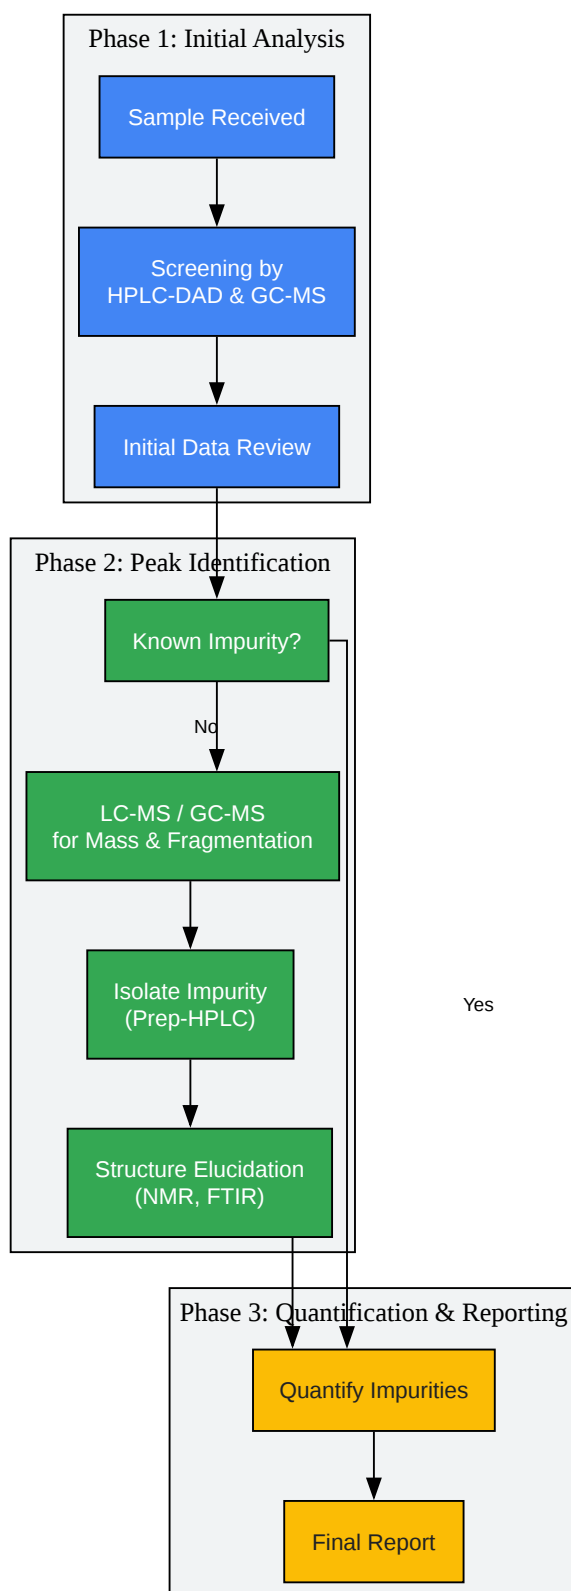 Phase 1: Initial Analysis
Sample Received
Screening by
HPLC-DAD & GC-MS
Initial Data Review
Phase 2: Peak Identification
Known Impurity?
No
LC-MS / GC-MS
for Mass & Fragmentation
Isolate Impurity
(Prep-HPLC)
Yes
Structure Elucidation
(NMR, FTIR)
Phase 3: Quantification & Reporting
Quantify Impurities
Final Report